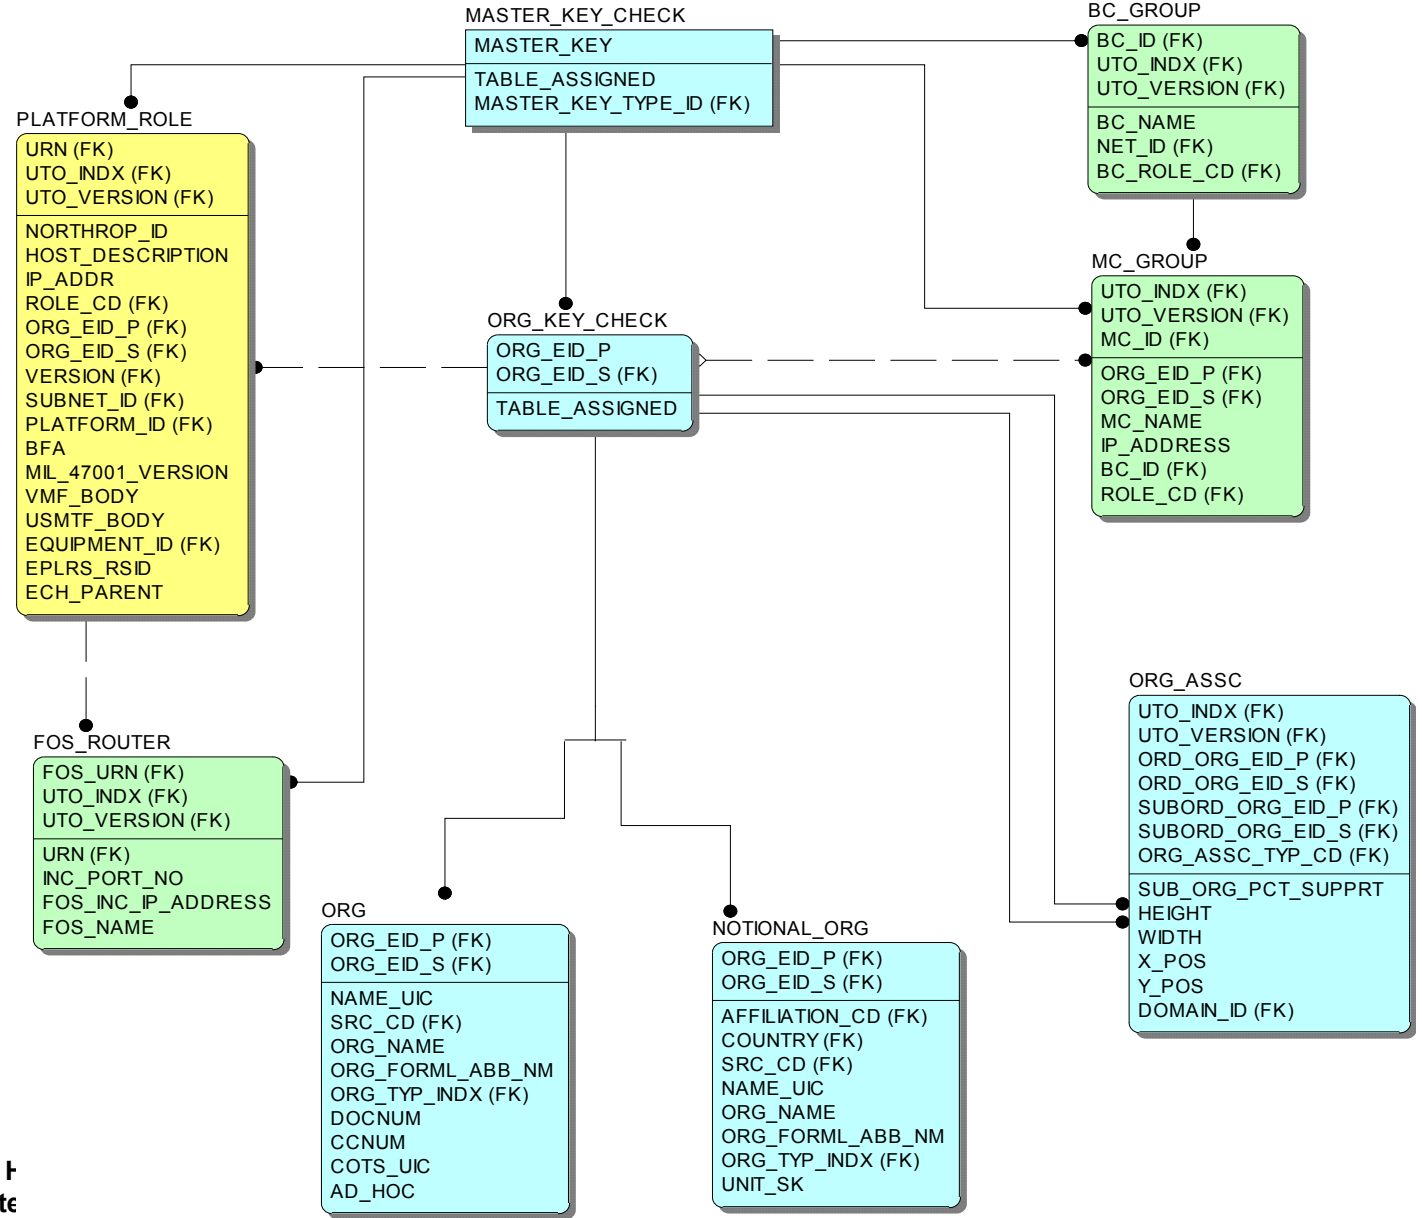 MASTER_KEY_CHECK
MASTER_KEY
TABLE_ASSIGNED
MASTER_KEY_TYPE_ID (FK)
BC_GROUP
BC_ID (FK)
UTO_INDX (FK)
UTO_VERSION (FK)
BC_NAME
NET_ID (FK)
BC_ROLE_CD (FK)
PLATFORM_ROLE
URN (FK)
UTO_INDX (FK)
UTO_VERSION (FK)
NORTHROP_ID
HOST_DESCRIPTION
IP_ADDR
ROLE_CD (FK)
ORG_EID_P (FK)
ORG_EID_S (FK)
VERSION (FK)
SUBNET_ID (FK)
PLATFORM_ID (FK)
BFA
MIL_47001_VERSION
VMF_BODY
USMTF_BODY
EQUIPMENT_ID (FK)
EPLRS_RSID
ECH_PARENT
MC_GROUP
UTO_INDX (FK)
UTO_VERSION (FK)
MC_ID (FK)
ORG_EID_P (FK)
ORG_EID_S (FK)
MC_NAME
IP_ADDRESS
BC_ID (FK)
ROLE_CD (FK)
ORG_KEY_CHECK
ORG_EID_P
ORG_EID_S (FK)
TABLE_ASSIGNED
ORG_ASSC
UTO_INDX (FK)
UTO_VERSION (FK)
ORD_ORG_EID_P (FK)
ORD_ORG_EID_S (FK)
SUBORD_ORG_EID_P (FK)
SUBORD_ORG_EID_S (FK)
ORG_ASSC_TYP_CD (FK)
SUB_ORG_PCT_SUPPRT
HEIGHT
WIDTH
X_POS
Y_POS
DOMAIN_ID (FK)
FOS_ROUTER
FOS_URN (FK)
UTO_INDX (FK)
UTO_VERSION (FK)
URN (FK)
INC_PORT_NO
FOS_INC_IP_ADDRESS
FOS_NAME
ORG
ORG_EID_P (FK)
ORG_EID_S (FK)
NAME_UIC
SRC_CD (FK)
ORG_NAME
ORG_FORML_ABB_NM
ORG_TYP_INDX (FK)
DOCNUM
CCNUM
COTS_UIC
AD_HOC
NOTIONAL_ORG
ORG_EID_P (FK)
ORG_EID_S (FK)
AFFILIATION_CD (FK)
COUNTRY (FK)
SRC_CD (FK)
NAME_UIC
ORG_NAME
ORG_FORML_ABB_NM
ORG_TYP_INDX (FK)
UNIT_SK